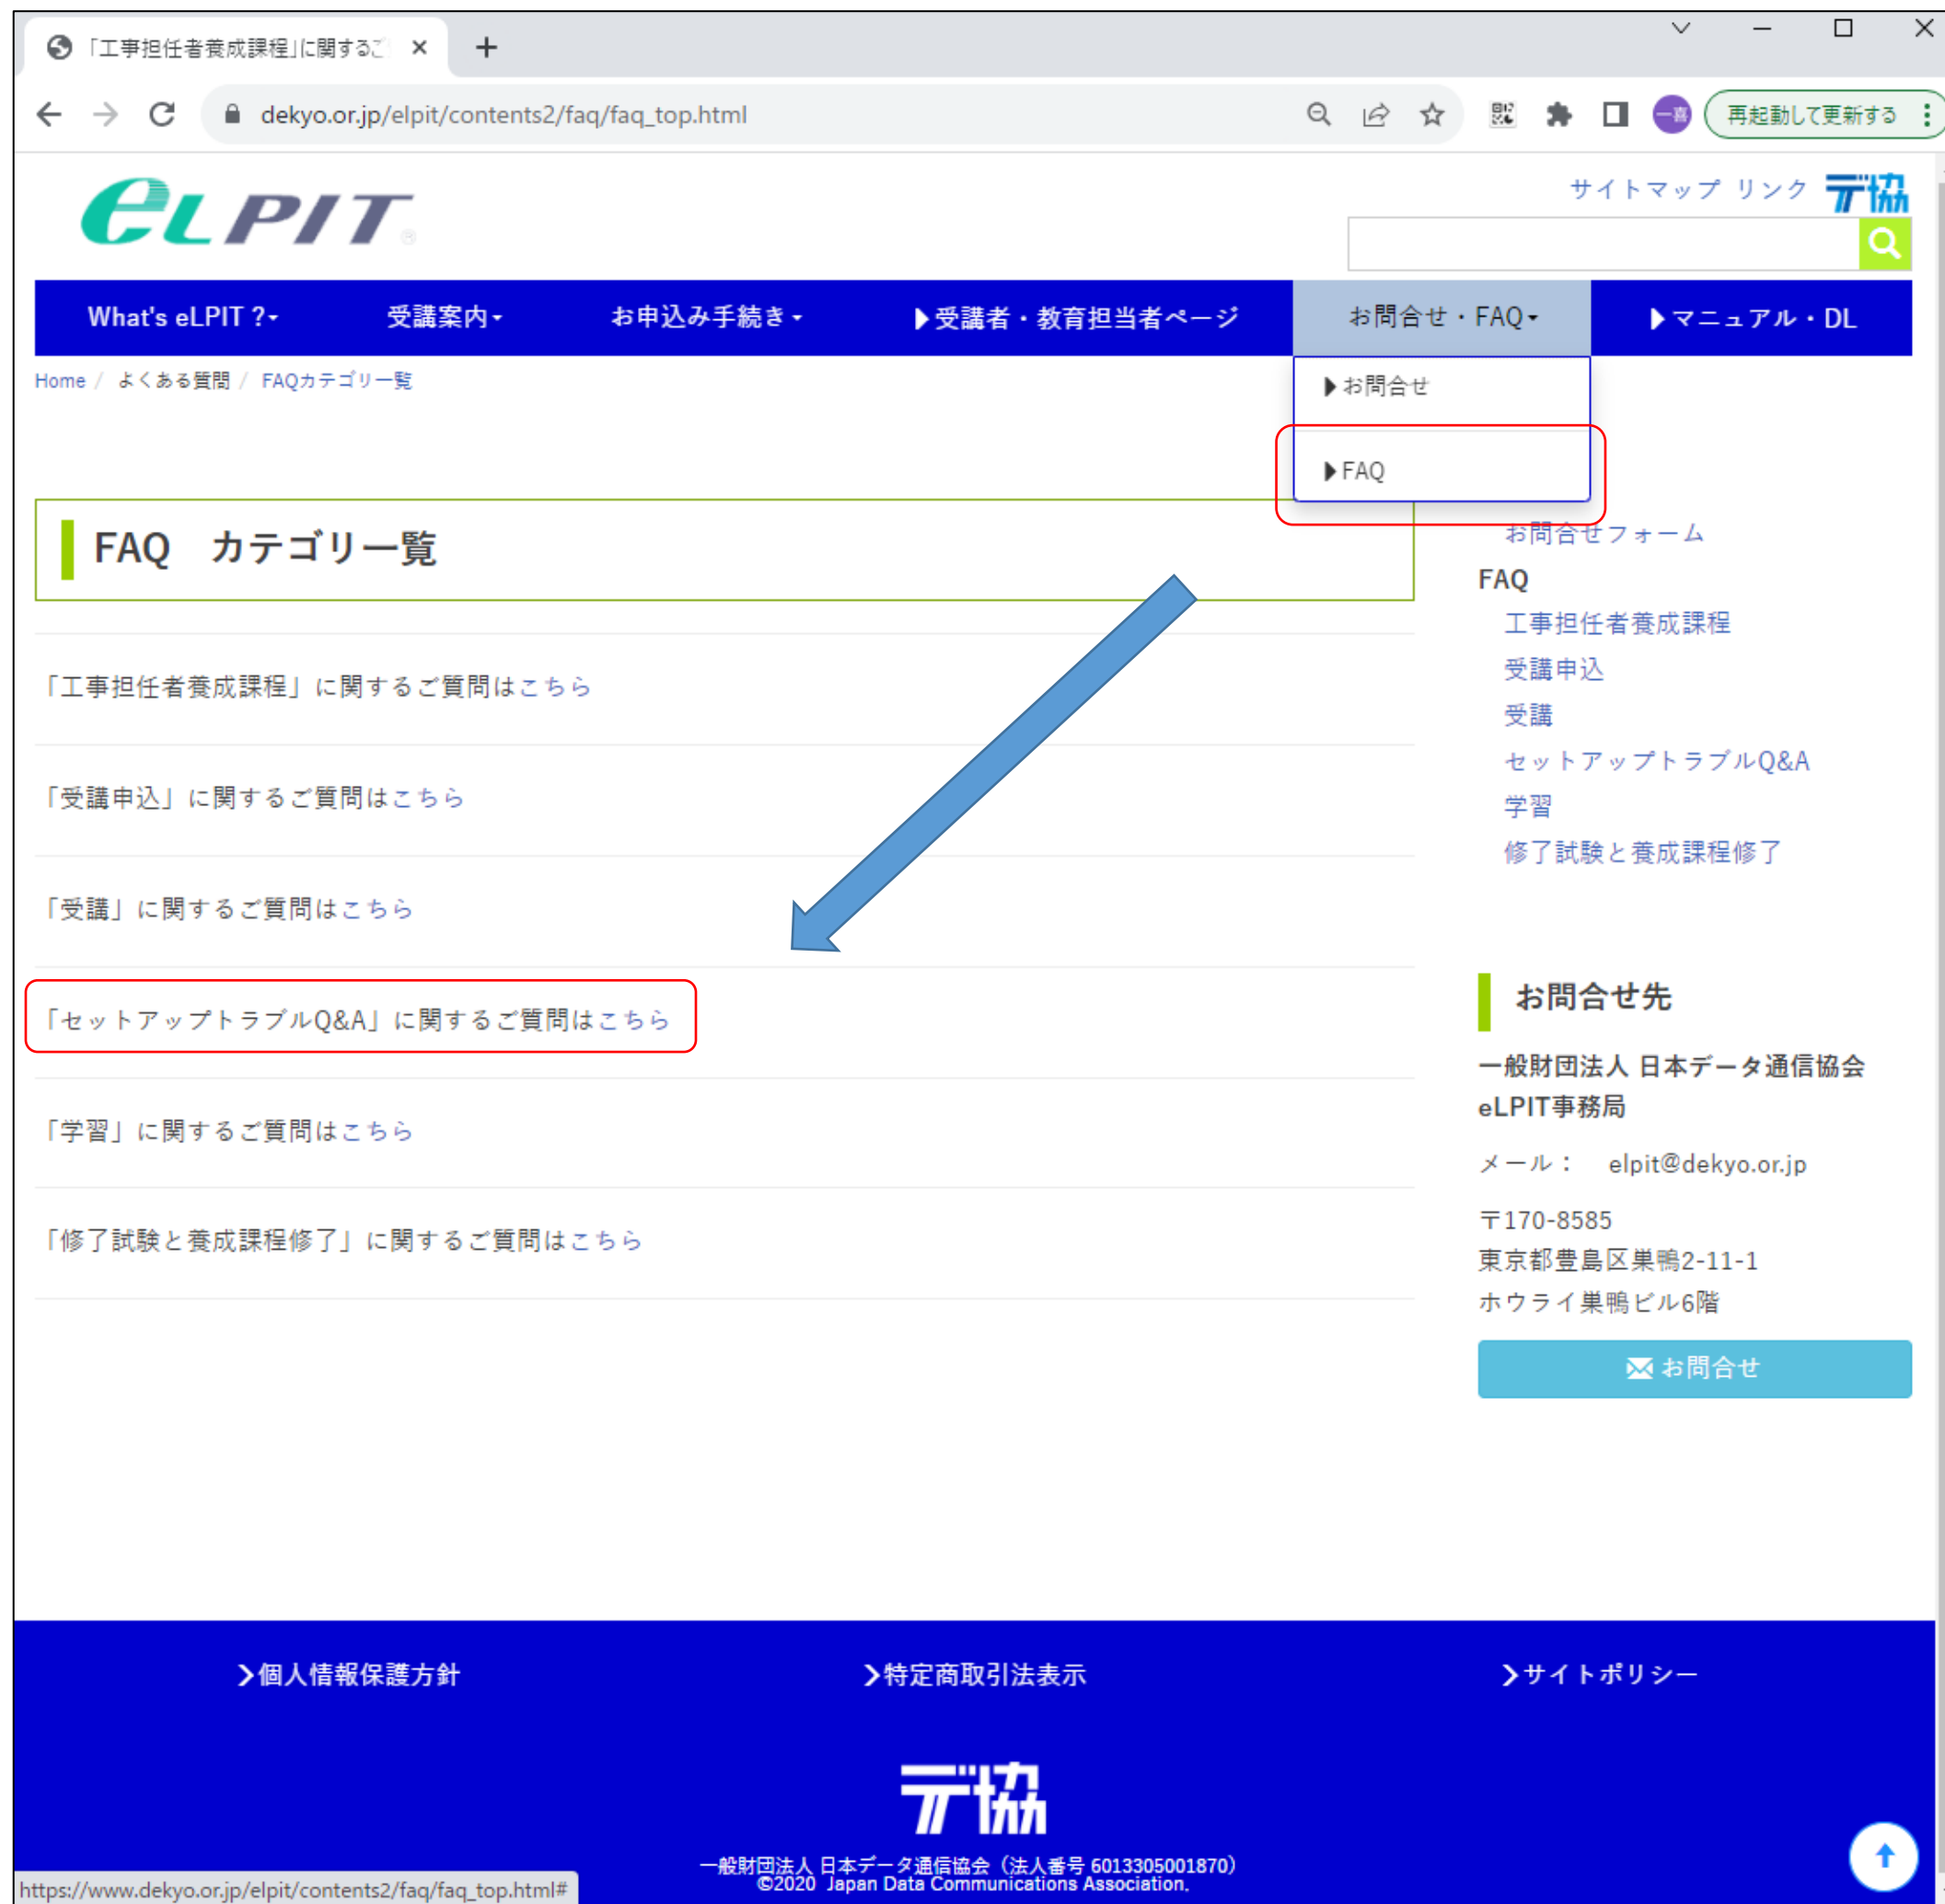 「工事担任者養成課程」に関するご
dekyo.or.jp/elpit/contents2/faq/faq_top.html
一喜
再起動して更新する
eLPIT®
サイトマップ リンク デ協
What's eLPIT ? 受講案内 お申込み手続き ▶受講者・教育担当者ページ お問合せ・FAQ ▶マニュアル・DL
Home / よくある質問 / FAQカテゴリ一覧
▶お問合せ
▶FAQ
FAQ カテゴリ一覧
「工事担任者養成課程」に関するご質問はこちら
「受講申込」に関するご質問はこちら
「受講」に関するご質問はこちら
「セットアップトラブルQ&A」に関するご質問はこちら
「学習」に関するご質問はこちら
「修了試験と養成課程修了」に関するご質問はこちら
お問合せフォーム
FAQ
工事担任者養成課程
受講申込
受講
セットアップトラブルQ&A
学習
修了試験と養成課程修了
お問合せ先
一般財団法人 日本データ通信協会
eLPIT事務局
メール： elpit@dekyo.or.jp
〒170-8585
東京都豊島区巣鴨2-11-1
ホウライ巣鴨ビル6階
お問合せ
個人情報保護方針 特定商取引法表示 サイトポリシー
デ協
一般財団法人 日本データ通信協会（法人番号 6013305001870）
©2020 Japan Data Communications Association.
https://www.dekyo.or.jp/elpit/contents2/faq/faq_top.html#